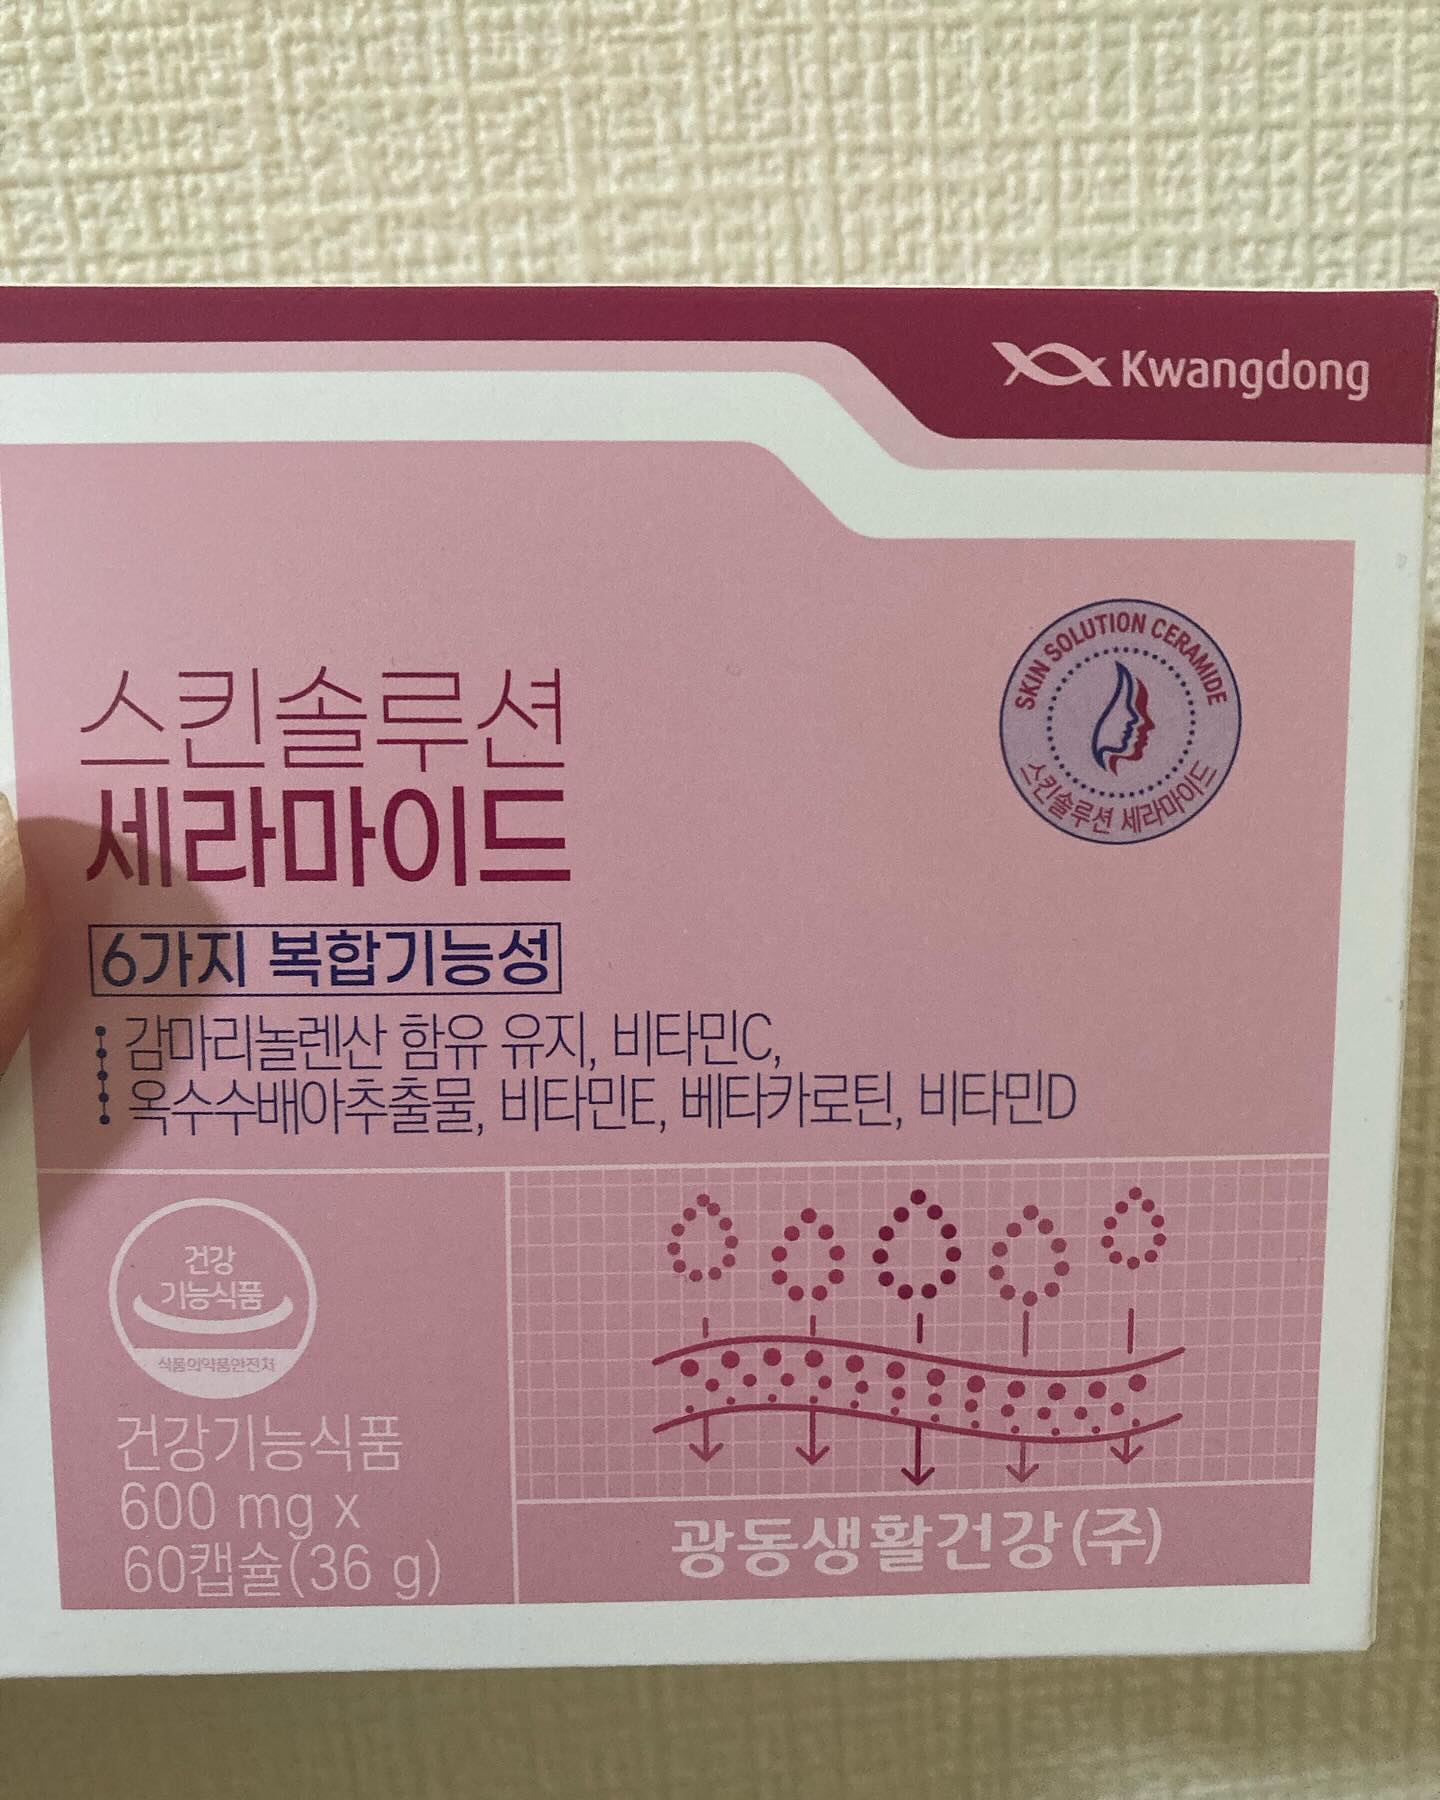 Kwangdong
SKIN SOLUTION CERAMIDE
스킨솔루션 세라마이드
스킨솔루션
세라마이드
6가지 복합기능성
감마리놀렌산 함유 유지, 비타민C,
옥수수배아추출물, 비타민E, 베타카로틴, 비타민D
건강
기능식품
식품의약품안전처
건강기능식품
600 mg x
60캡슐(36 g)
광동생활건강(주)